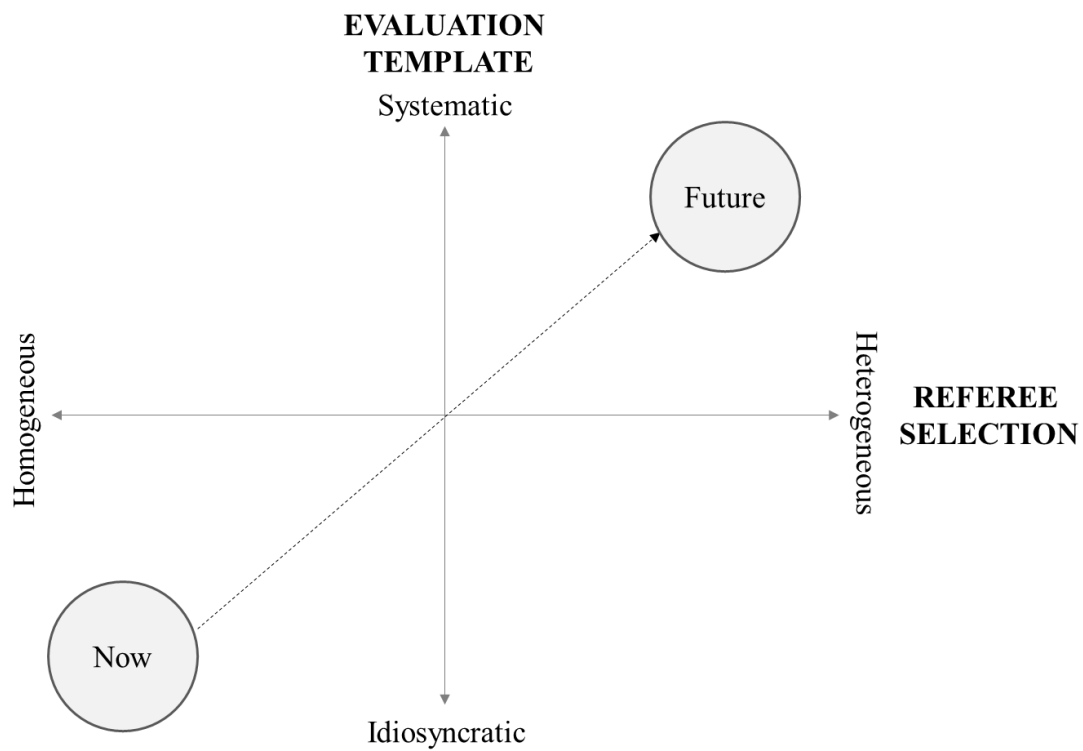 EVALUATION
TEMPLATE
Systematic
Future
Homogeneous
Heterogeneous
REFEREE
SELECTION
Now
Idiosyncratic